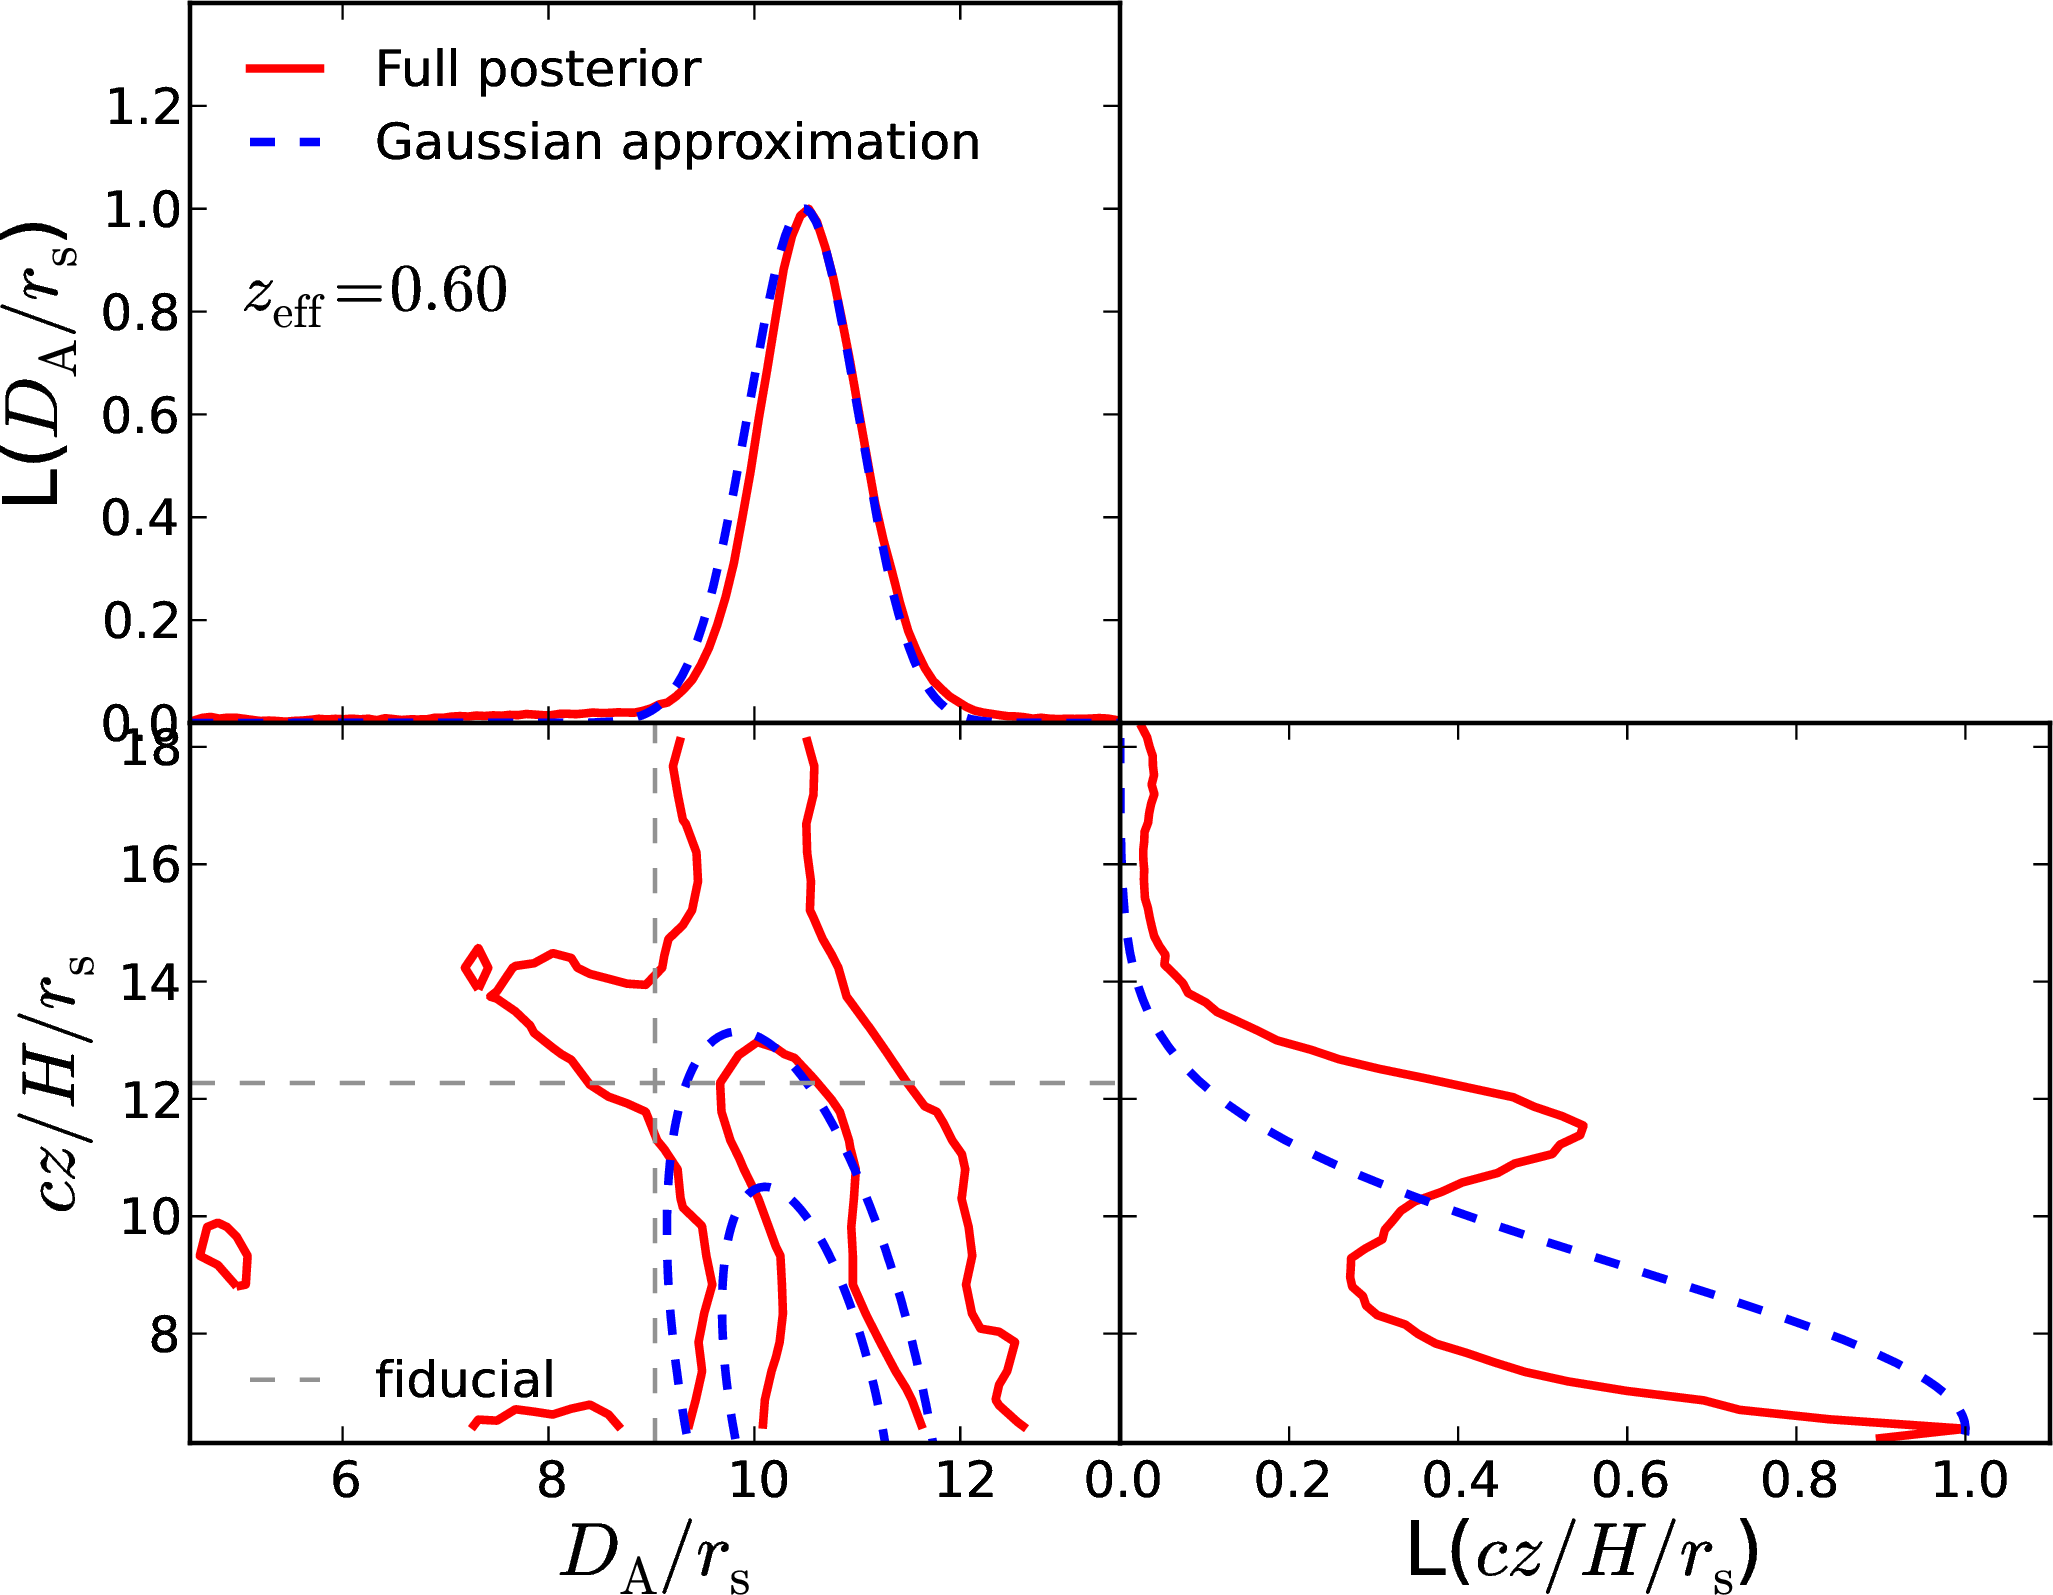 Full posterior
Gaussian approximation
z_eff=0.60
L(D_A/r_s)
1.2
1.0
0.8
0.6
0.4
0.2
0.0
18
16
14
12
10
8
cz/H/r_s
fiducial
6 8 10 12
D_A/r_s
0.0 0.2 0.4 0.6 0.8 1.0
L(cz/H/r_s)